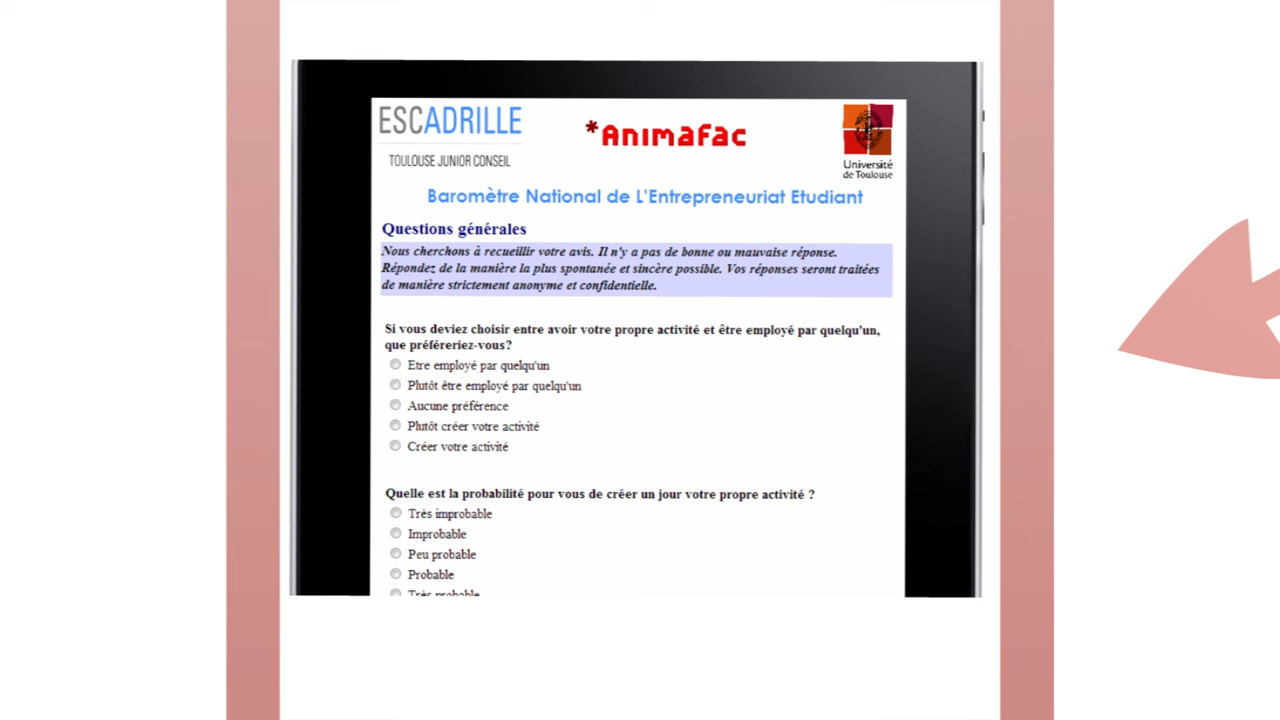 ESCADRILLE
TOULOUSE JUNIOR CONSEIL
*Animafac
Université
de Toulouse
Baromètre National de L'Entrepreneuriat Etudiant
Questions générales
Nous cherchons à recueillir votre avis. Il n'y a pas de bonne ou mauvaise réponse.
Répondez de la manière la plus spontanée et sincère possible. Vos réponses seront traitées
de manière strictement anonyme et confidentielle.
Si vous deviez choisir entre avoir votre propre activité et être employé par quelqu'un,
que préféreriez-vous?
Etre employé par quelqu'un
Plutôt être employé par quelqu'un
Aucune préférence
Plutôt créer votre activité
Créer votre activité
Quelle est la probabilité pour vous de créer un jour votre propre activité ?
Très improbable
Improbable
Peu probable
Probable
Très probable